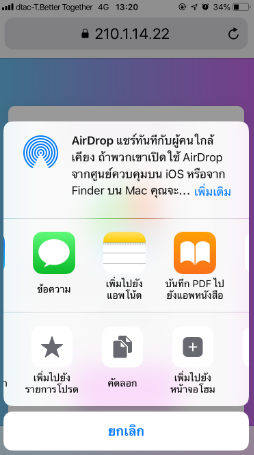 dtac-T.Better Together 4G 13:20 34%
210.1.14.22
AirDrop แชร์ทันทีกับผู้คนใกล้
เคียง ถ้าพวกเขาเปิดใช้ AirDrop
จากศูนย์ควบคุมบน iOS หรือจาก
Finder บน Mac คุณจะ... เพิ่มเติม
ข้อความ
เพิ่มไปยัง
แอพโน้ต
บันทึก PDF ไป
ยังแอพหนังสือ
เพิ่มไปยัง
รายการโปรด
คัดลอก
เพิ่มไปยัง
หน้าจอโฮม
ยกเลิก